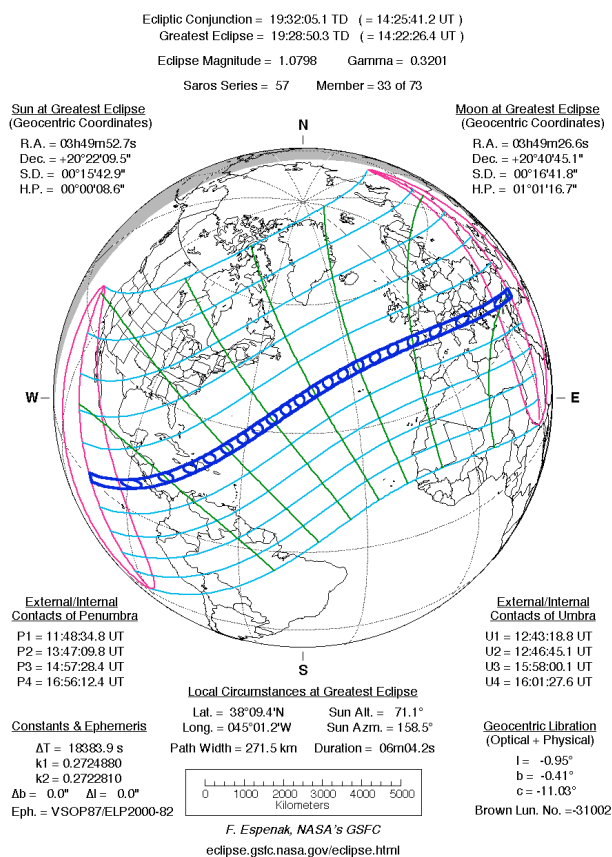 Ecliptic Conjunction = 19:32:05.1 TD ( = 14:25:41.2 UT )
Greatest Eclipse = 19:28:50.3 TD ( = 14:22:26.4 UT )
Eclipse Magnitude = 1.0798 Gamma = 0.3201
Saros Series = 57 Member = 33 of 73
Sun at Greatest Eclipse
(Geocentric Coordinates)
R.A. = 03h49m52.7s
Dec. = +20°22'09.5"
S.D. = 00°15'42.9"
H.P. = 00°00'08.6"
Moon at Greatest Eclipse
(Geocentric Coordinates)
R.A. = 03h49m26.6s
Dec. = +20°40'45.1"
S.D. = 00°16'41.8"
H.P. = 01°01'16.7"
N
W
E
S
External/Internal
Contacts of Penumbra
P1 = 11:48:34.8 UT
P2 = 13:47:09.8 UT
P3 = 14:57:28.4 UT
P4 = 16:56:12.4 UT
External/Internal
Contacts of Umbra
U1 = 12:43:18.8 UT
U2 = 12:46:45.1 UT
U3 = 15:58:00.1 UT
U4 = 16:01:27.6 UT
Local Circumstances at Greatest Eclipse
Lat. = 38°09.4'N Sun Alt. = 71.1°
Long. = 045°01.2'W Sun Azm. = 158.5°
Path Width = 271.5 km Duration = 06m04.2s
Constants & Ephemeris
ΔT = 18383.9 s
k1 = 0.2724880
k2 = 0.2722810
Δb = 0.0" Δl = 0.0"
Eph. = VSOP87/ELP2000-82
Geocentric Libration
(Optical + Physical)
l = -0.95°
b = -0.41°
c = -11.03°
Brown Lun. No. =-31002
0 1000 2000 3000 4000 5000
Kilometers
F. Espenak, NASA's GSFC
eclipse.gsfc.nasa.gov/eclipse.html